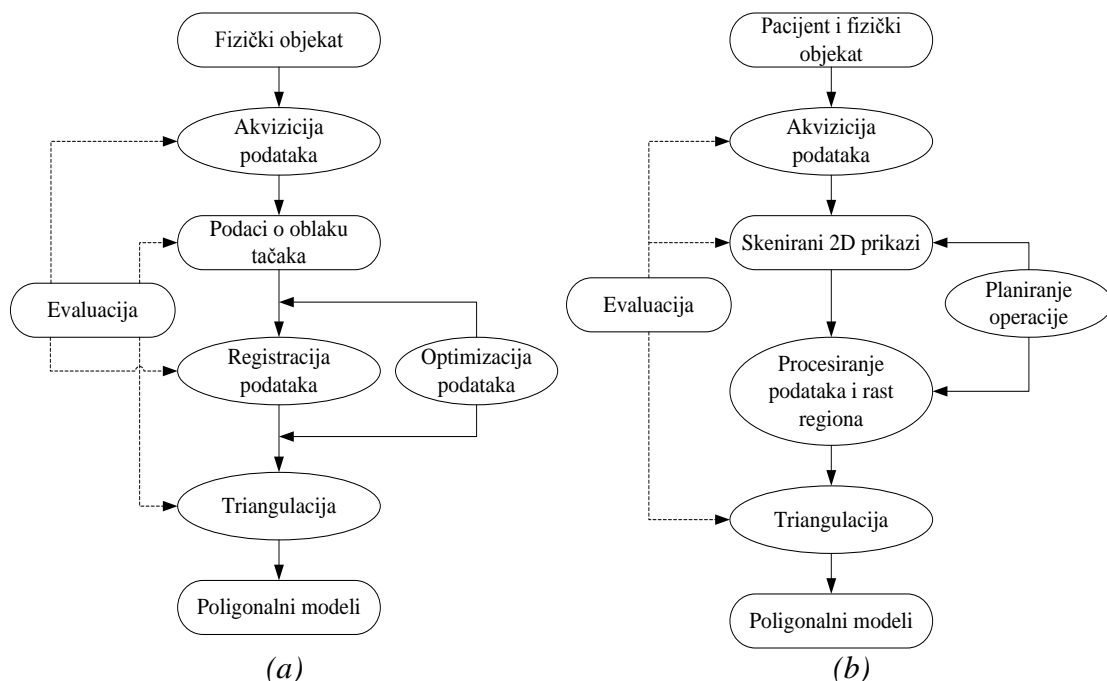 Fizički objekat
Akvizicija
podataka
Podaci o oblaku
tačaka
Evaluacija
Registracija
podataka
Optimizacija
podataka
Triangulacija
Poligonalni modeli
(a)
Pacijent i fizički
objekat
Akvizicija
podataka
Skenirani 2D prikazi
Evaluacija
Planiranje
operacije
Procesiranje
podataka i rast
regiona
Triangulacija
Poligonalni modeli
(b)